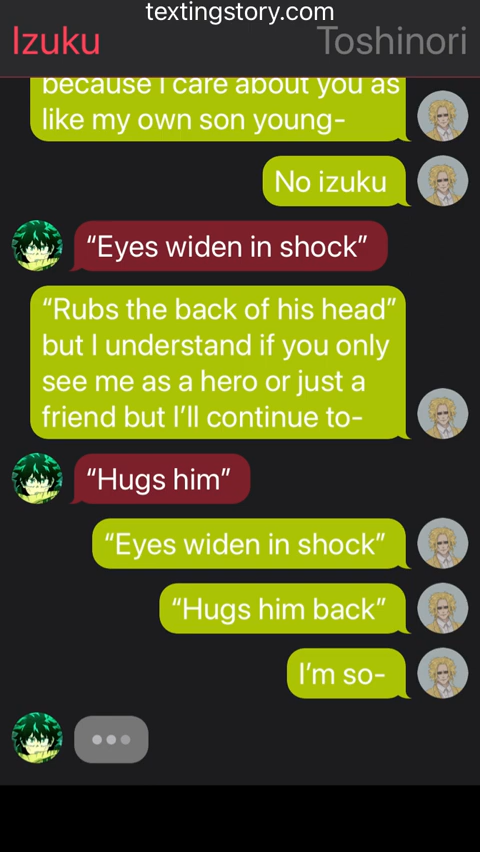 textingstory.com
Izuku Toshinori
because I care about you as
like my own son young-
No izuku
“Eyes widen in shock”
“Rubs the back of his head”
but I understand if you only
see me as a hero or just a
friend but I’ll continue to-
“Hugs him”
“Eyes widen in shock”
“Hugs him back”
I’m so-